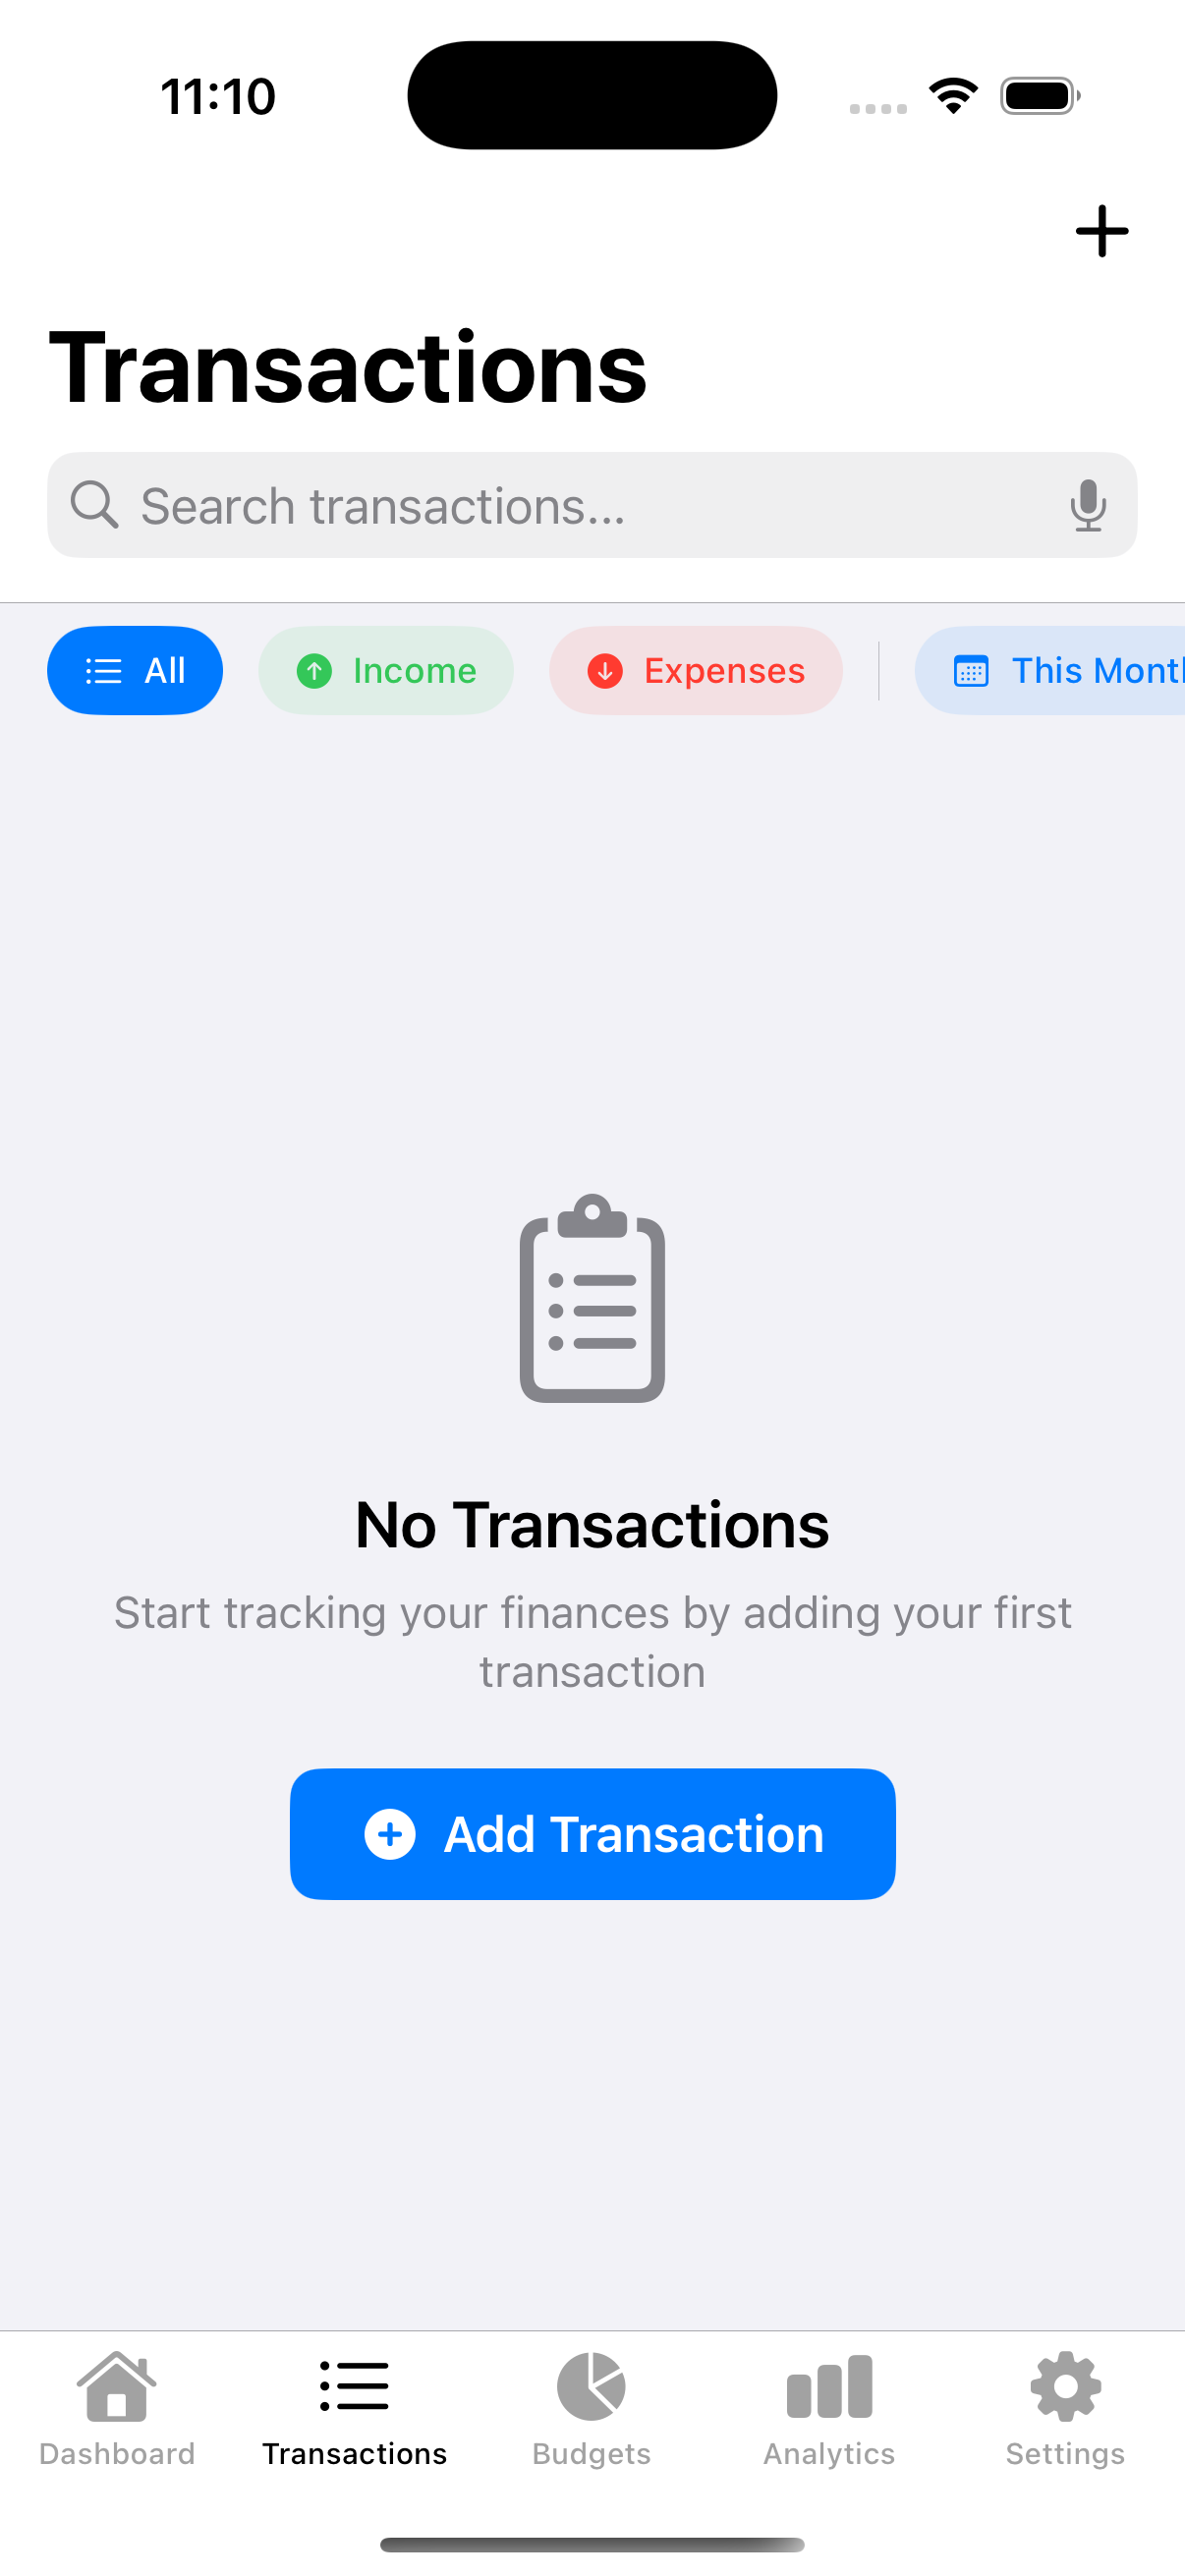 11:10
Transactions
Search transactions...
All
Income
Expenses
This Month
No Transactions
Start tracking your finances by adding your first
transaction
Add Transaction
Dashboard
Transactions
Budgets
Analytics
Settings